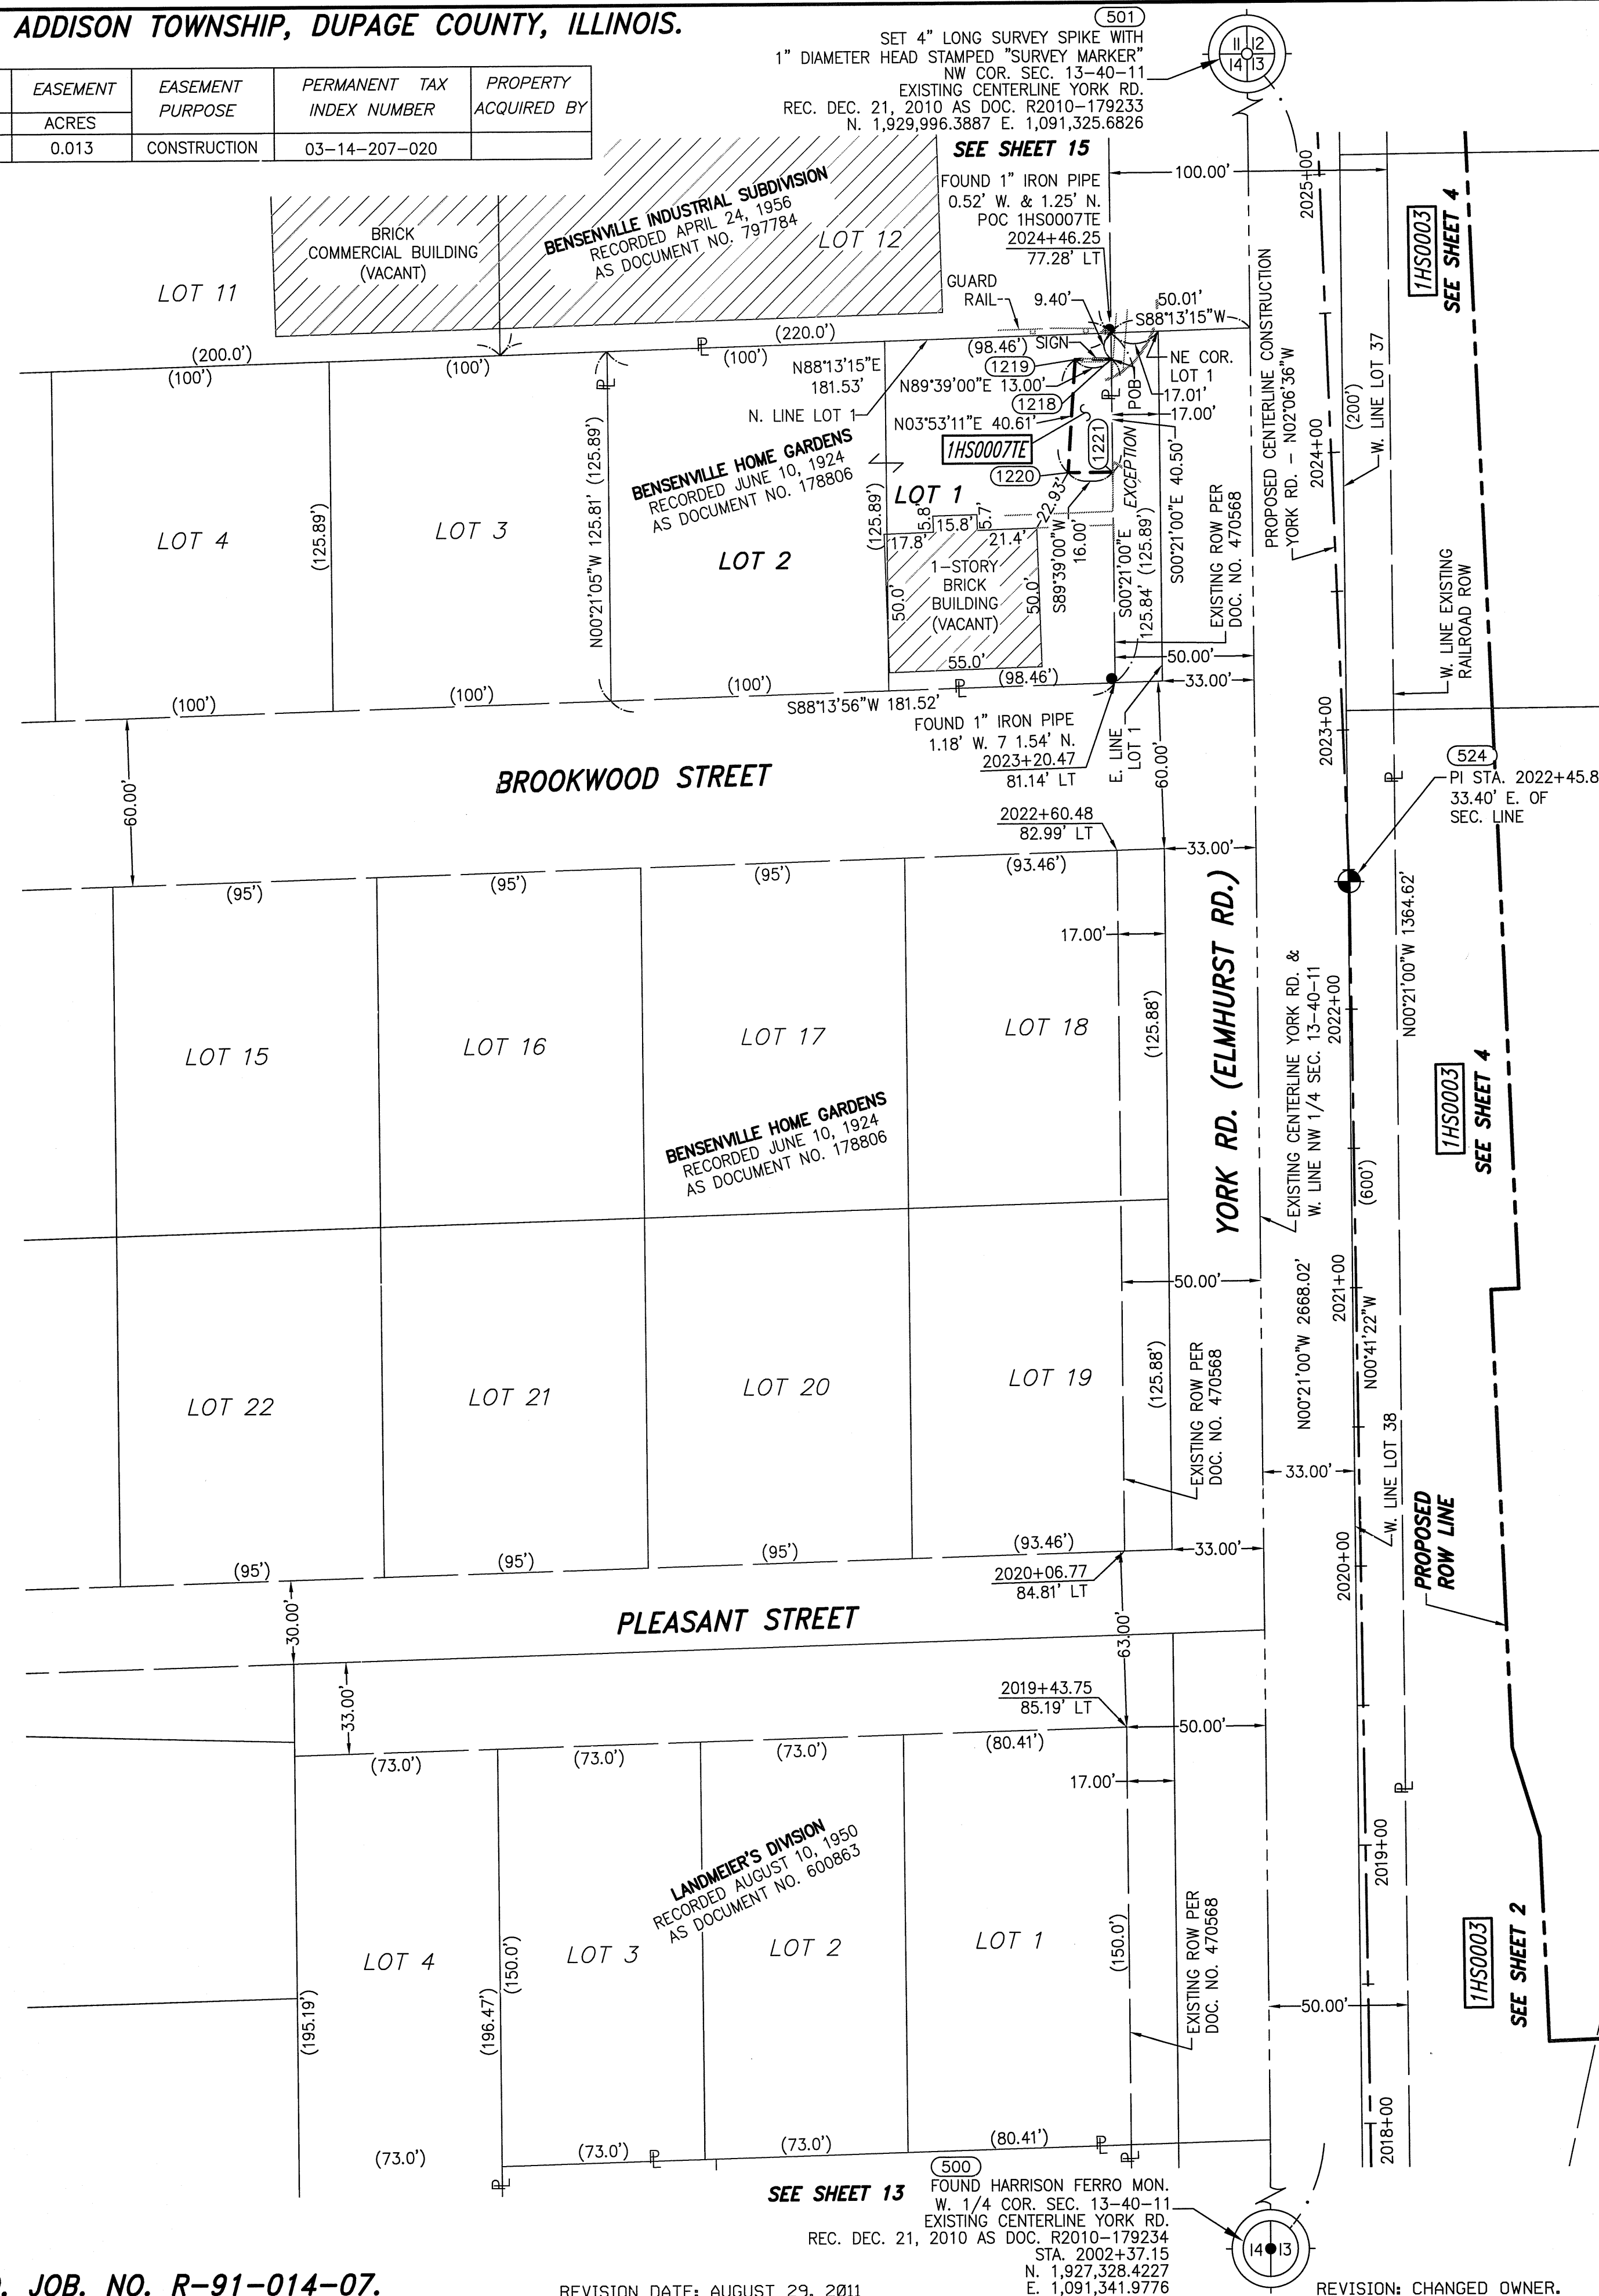 ADDISON TOWNSHIP, DUPAGE COUNTY, ILLINOIS.
EASEMENT
ACRES
EASEMENT
PURPOSE
PERMANENT TAX
INDEX NUMBER
PROPERTY
ACQUIRED BY
0.013
CONSTRUCTION
03-14-207-020
501
SET 4" LONG SURVEY SPIKE WITH
1" DIAMETER HEAD STAMPED "SURVEY MARKER"
NW COR. SEC. 13-40-11
EXISTING CENTERLINE YORK RD.
REC. DEC. 21, 2010 AS DOC. R2010-179233
N. 1,929,996.3887 E. 1,091,325.6826
11 12
14 13
SEE SHEET 15
FOUND 1" IRON PIPE
0.52' W. & 1.25' N.
POC 1HS0007TE
2024+46.25
77.28' LT
100.00'
2025+00
1HS0003
SEE SHEET 4
BRICK
COMMERCIAL BUILDING
(VACANT)
BENSENVILLE INDUSTRIAL SUBDIVISION
RECORDED APRIL 24, 1956
AS DOCUMENT NO. 797784
LOT 12
LOT 11
GUARD
RAIL
9.40'
50.01'
S88°13'15"W
(200.0')
(220.0')
(98.46')
SIGN
(100')
(100')
(100')
N88°13'15"E
181.53'
1219
N89°39'00"E 13.00'
1218
N03°53'11"E 40.61'
1HS0007TE
1220
1221
NE COR.
LOT 1
17.01'
17.00'
POB
N. LINE LOT 1
BENSENVILLE HOME GARDENS
RECORDED JUNE 10, 1924
AS DOCUMENT NO. 178806
LOT 4
(125.89')
LOT 3
N00°21'05"W 125.81' (125.89')
LOT 2
(125.89')
LOT 1
5.8'
15.8'
5.7'
17.8'
21.4'
22.93'
1-STORY
BRICK
BUILDING
(VACANT)
50.0'
50.0'
55.0'
S89°39'00"W
16.00'
EXCEPTION
S00°21'00"E
125.84' (125.89')
S00°21'00"E 40.50'
EXISTING ROW PER
DOC. NO. 470568
PROPOSED CENTERLINE CONSTRUCTION
YORK RD. - N02°06'36"W
2024+00
(200')
W. LINE LOT 37
W. LINE EXISTING
RAILROAD ROW
50.00'
33.00'
(100')
(100')
(100')
(98.46')
S88°13'56"W 181.52'
FOUND 1" IRON PIPE
1.18' W. 7 1.54' N.
2023+20.47
81.14' LT
E. LINE
LOT 1
60.00'
2023+00
524
PI STA. 2022+45.8
33.40' E. OF
SEC. LINE
60.00'
BROOKWOOD STREET
2022+60.48
82.99' LT
33.00'
(95')
(95')
(95')
(93.46')
17.00'
LOT 15
LOT 16
LOT 17
LOT 18
(125.88')
YORK RD. (ELMHURST RD.)
EXISTING CENTERLINE YORK RD. &
W. LINE NW 1/4 SEC. 13-40-11
2022+00
N00°21'00"W 1364.62'
1HS0003
SEE SHEET 4
BENSENVILLE HOME GARDENS
RECORDED JUNE 10, 1924
AS DOCUMENT NO. 178806
(600')
50.00'
N00°21'00"W 2668.02'
2021+00
N00°41'22"W
LOT 22
LOT 21
LOT 20
LOT 19
(125.88')
EXISTING ROW PER
DOC. NO. 470568
33.00'
W. LINE LOT 38
PROPOSED
ROW LINE
(95')
(95')
(95')
(93.46')
33.00'
2020+06.77
84.81' LT
2020+00
30.00'
PLEASANT STREET
63.00'
33.00'
2019+43.75
85.19' LT
50.00'
(73.0')
(73.0')
(73.0')
(80.41')
17.00'
2019+00
LANDMEIER'S DIVISION
RECORDED AUGUST 10, 1950
AS DOCUMENT NO. 600863
LOT 4
LOT 3
LOT 2
LOT 1
(195.19')
(196.47')
(150.0')
(150.0')
EXISTING ROW PER
DOC. NO. 470568
50.00'
1HS0003
SEE SHEET 2
2018+00
(73.0')
(73.0')
(73.0')
(80.41')
SEE SHEET 13
500
FOUND HARRISON FERRO MON.
W. 1/4 COR. SEC. 13-40-11
EXISTING CENTERLINE YORK RD.
REC. DEC. 21, 2010 AS DOC. R2010-179234
STA. 2002+37.15
N. 1,927,328.4227
E. 1,091,341.9776
14 13
JOB. NO. R-91-014-07.
REVISION DATE: AUGUST 29, 2011
REVISION: CHANGED OWNER.